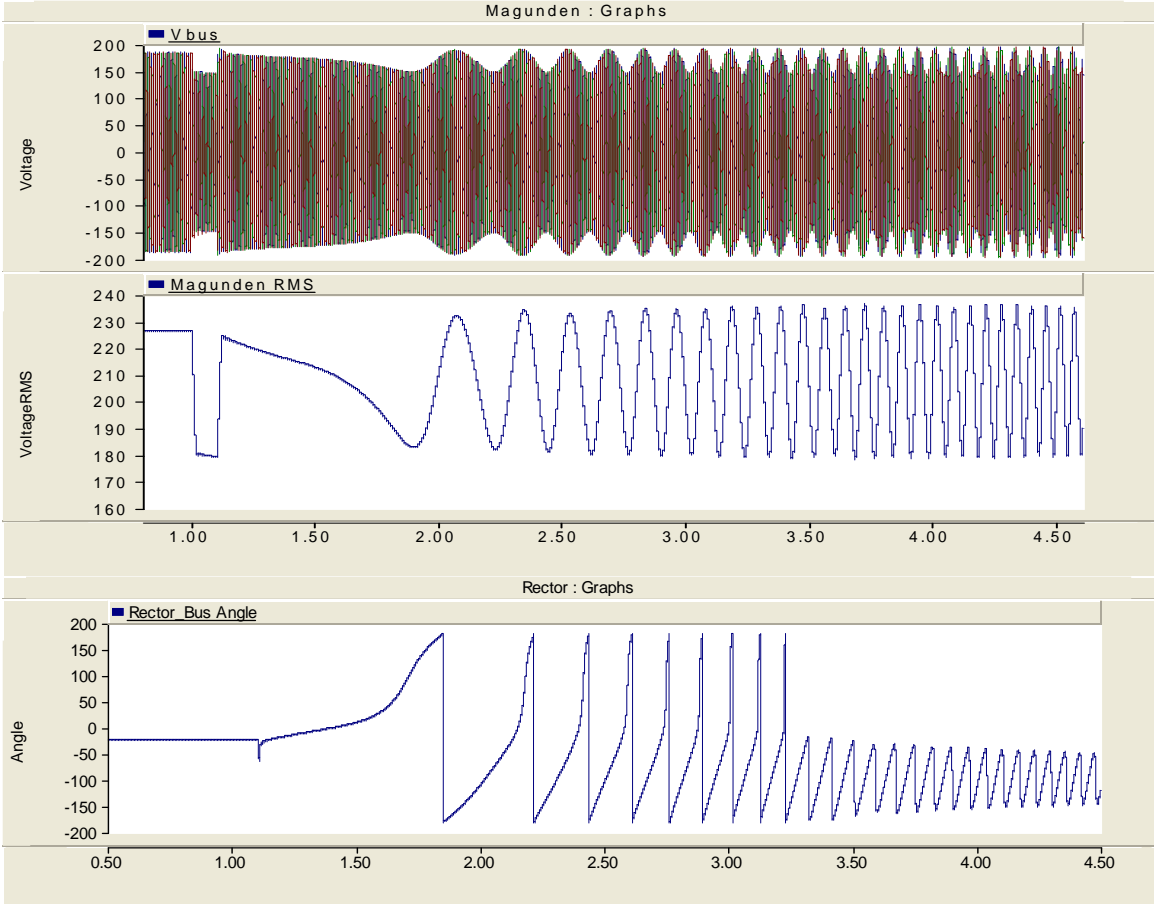 Magunden : Graphs
V bus
200
150
100
50
0
-50
-100
-150
-200
Voltage
Magunden RMS
240
230
220
210
200
190
180
170
160
VoltageRMS
1.00 1.50 2.00 2.50 3.00 3.50 4.00 4.50
Rector : Graphs
Rector_Bus Angle
200
150
100
50
0
-50
-100
-150
-200
Angle
0.50 1.00 1.50 2.00 2.50 3.00 3.50 4.00 4.50